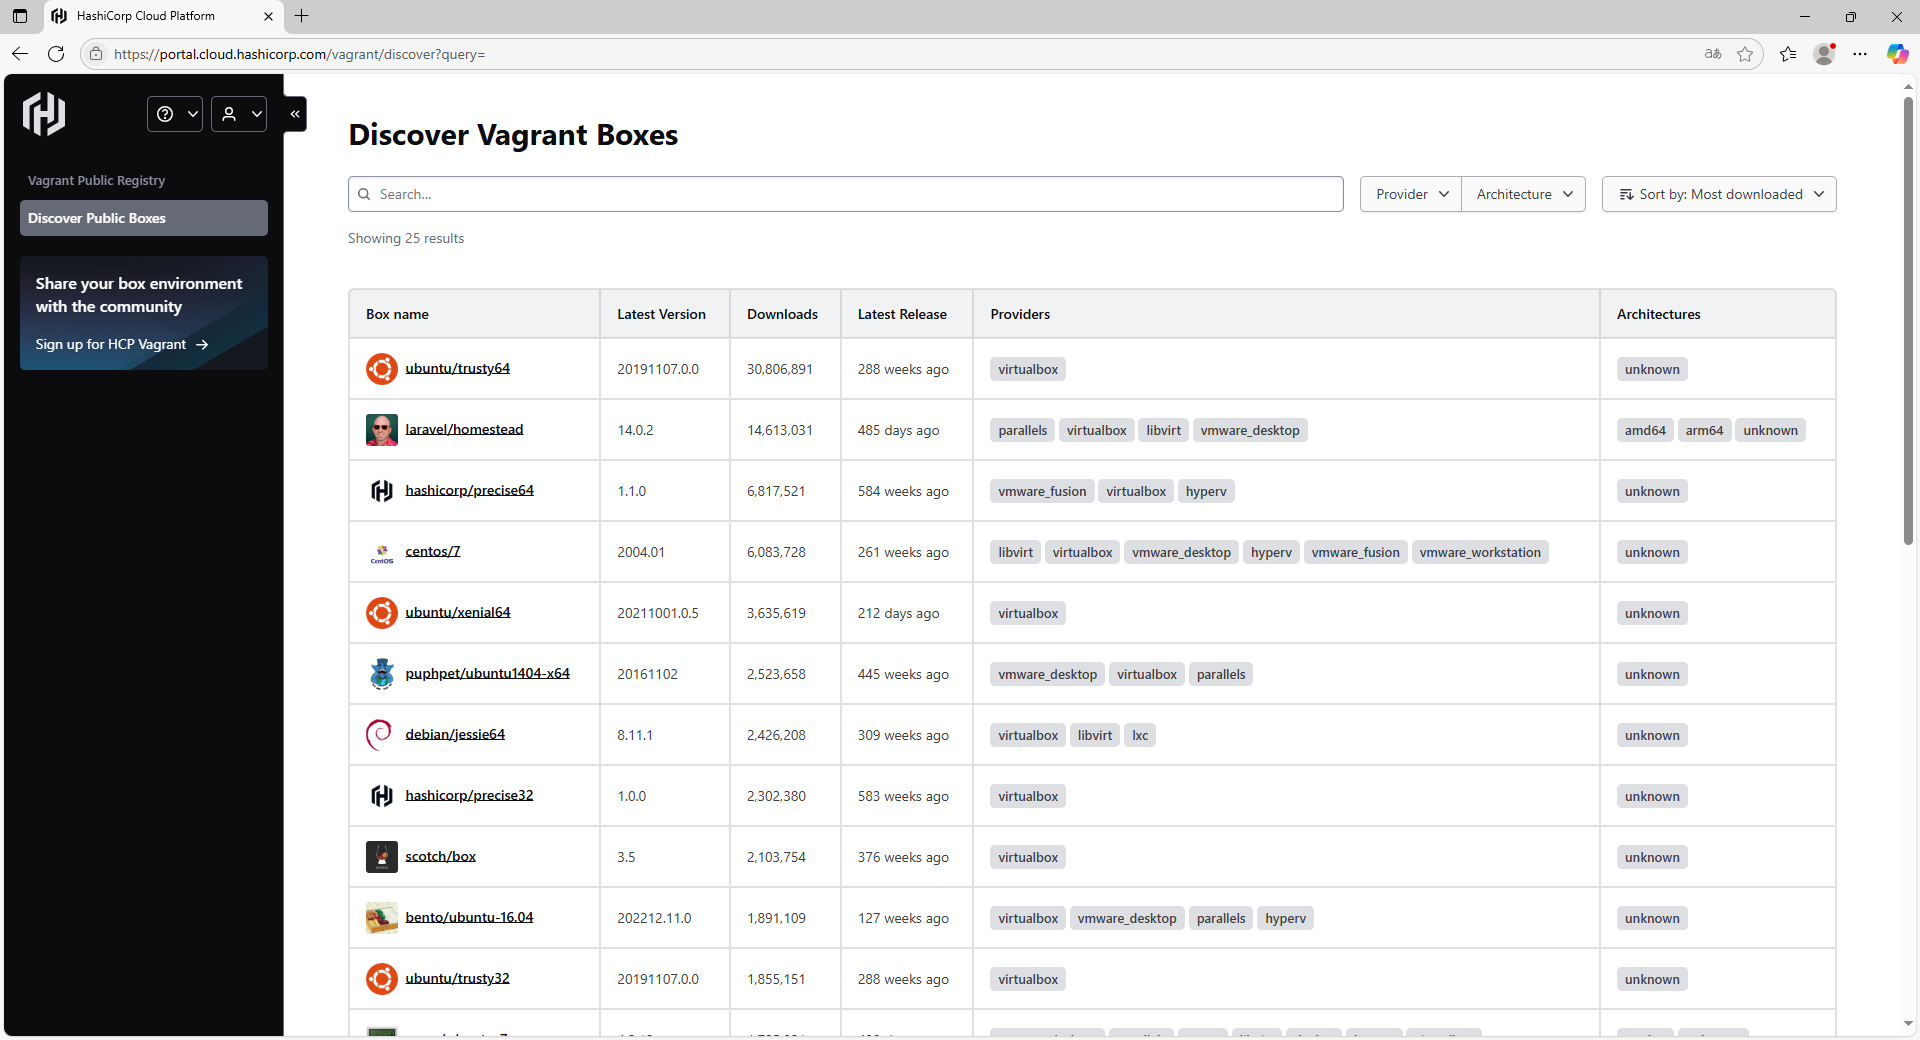 HashiCorp Cloud Platform
https://portal.cloud.hashicorp.com/vagrant/discover?query=
Vagrant Public Registry
Discover Public Boxes
Share your box environment
with the community
Sign up for HCP Vagrant →
Discover Vagrant Boxes
Search...
Provider
Architecture
Sort by: Most downloaded
Showing 25 results
Box name Latest Version Downloads Latest Release Providers Architectures
ubuntu/trusty64 20191107.0.0 30,806,891 288 weeks ago virtualbox unknown
laravel/homestead 14.0.2 14,613,031 485 days ago parallels virtualbox libvirt vmware_desktop amd64 arm64 unknown
hashicorp/precise64 1.1.0 6,817,521 584 weeks ago vmware_fusion virtualbox hyperv unknown
CentOS centos/7 2004.01 6,083,728 261 weeks ago libvirt virtualbox vmware_desktop hyperv vmware_fusion vmware_workstation unknown
ubuntu/xenial64 20211001.0.5 3,635,619 212 days ago virtualbox unknown
puphpet/ubuntu1404-x64 20161102 2,523,658 445 weeks ago vmware_desktop virtualbox parallels unknown
debian/jessie64 8.11.1 2,426,208 309 weeks ago virtualbox libvirt lxc unknown
hashicorp/precise32 1.0.0 2,302,380 583 weeks ago virtualbox unknown
scotch/box 3.5 2,103,754 376 weeks ago virtualbox unknown
bento/ubuntu-16.04 202212.11.0 1,891,109 127 weeks ago virtualbox vmware_desktop parallels hyperv unknown
ubuntu/trusty32 20191107.0.0 1,855,151 288 weeks ago virtualbox unknown